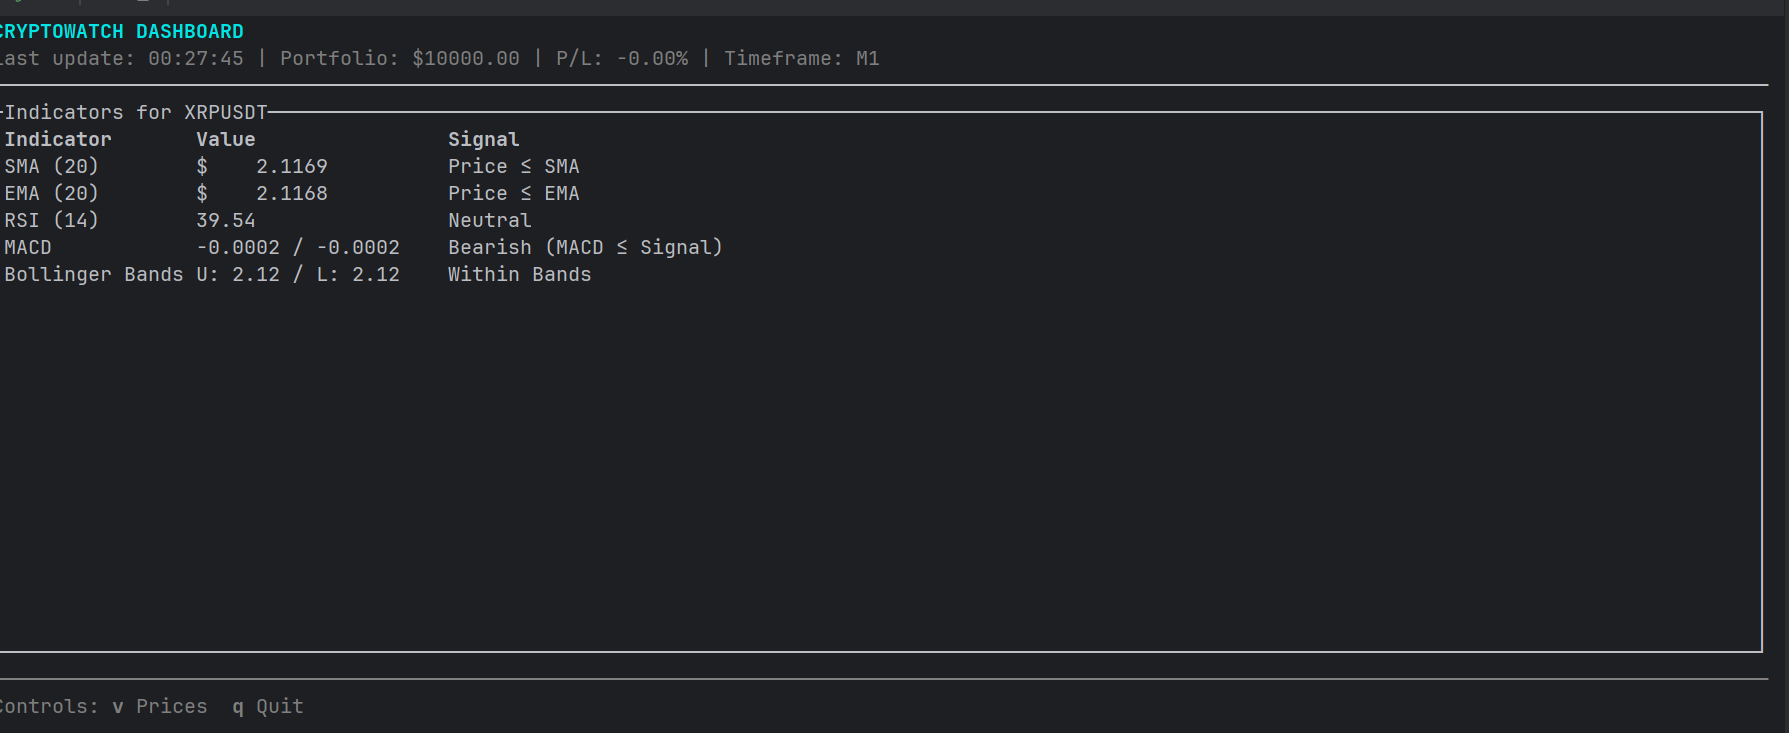 CRYPTOWATCH DASHBOARD
Last update: 00:27:45 | Portfolio: $10000.00 | P/L: -0.00% | Timeframe: M1
Indicators for XRPUSDT
Indicator Value Signal
SMA (20) $ 2.1169 Price ≤ SMA
EMA (20) $ 2.1168 Price ≤ EMA
RSI (14) 39.54 Neutral
MACD -0.0002 / -0.0002 Bearish (MACD ≤ Signal)
Bollinger Bands U: 2.12 / L: 2.12 Within Bands
Controls: v Prices q Quit